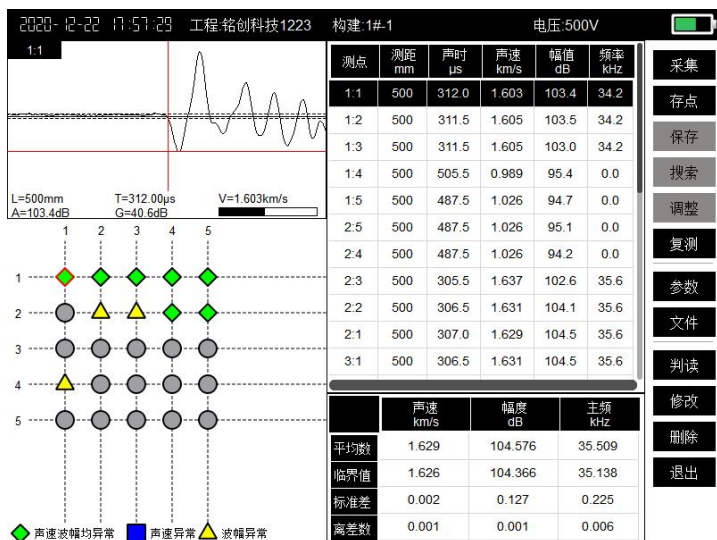 2020-12-22 17:57:29 工程:铭创科技1223 构建:1#-1 电压:500V
1:1
L=500mm T=312.00μs V=1.603km/s
A=103.4dB G=40.6dB
1 2 3 4 5
1
2
3
4
5
声速波幅均异常 声速异常 波幅异常
测点 测距 mm 声时 μs 声速 km/s 幅值 dB 频率 kHz
1:1 500 312.0 1.603 103.4 34.2
1:2 500 311.5 1.605 103.5 34.2
1:3 500 311.5 1.605 103.0 34.2
1:4 500 505.5 0.989 95.4 0.0
1:5 500 487.5 1.026 94.7 0.0
2:5 500 487.5 1.026 95.1 0.0
2:4 500 487.5 1.026 94.2 0.0
2:3 500 305.5 1.637 102.6 35.6
2:2 500 306.5 1.631 104.1 35.6
2:1 500 307.0 1.629 104.5 35.6
3:1 500 306.5 1.631 104.5 35.6
声速 km/s 幅度 dB 主频 kHz
平均数 1.629 104.576 35.509
临界值 1.626 104.366 35.138
标准差 0.002 0.127 0.225
离差数 0.001 0.001 0.006
采集
存点
保存
搜索
调整
复测
参数
文件
判读
修改
删除
退出